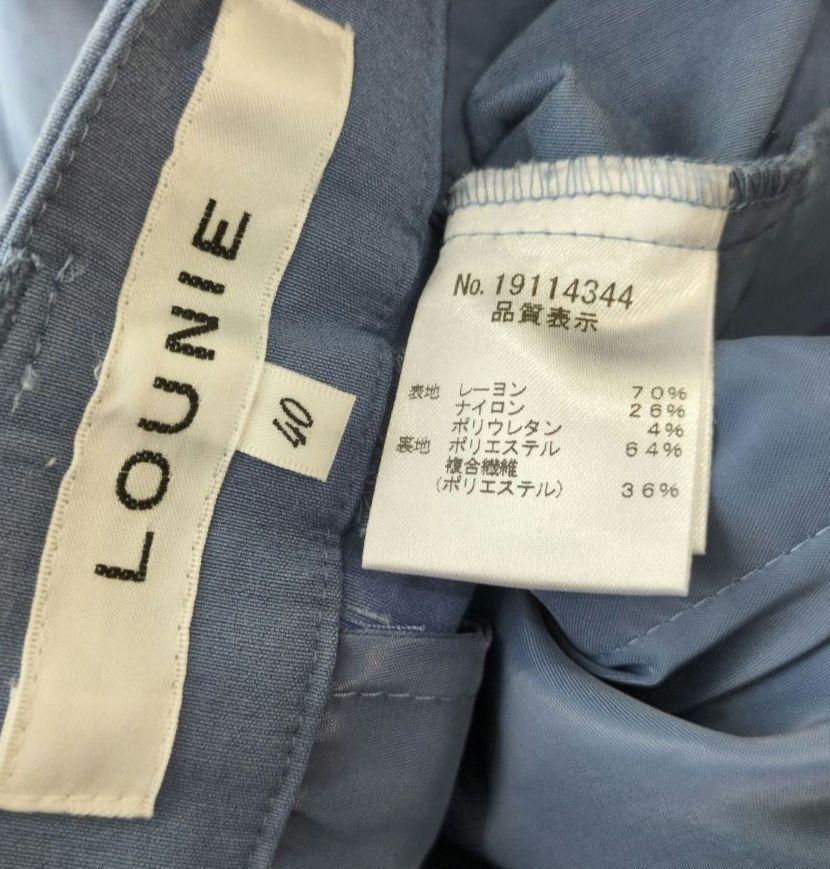 LOUNIE
40
No. 19114344
品質表示
表地 レーヨン 70%
ナイロン 26%
ポリウレタン 4%
裏地 ポリエステル 64%
複合繊維
(ポリエステル) 36%